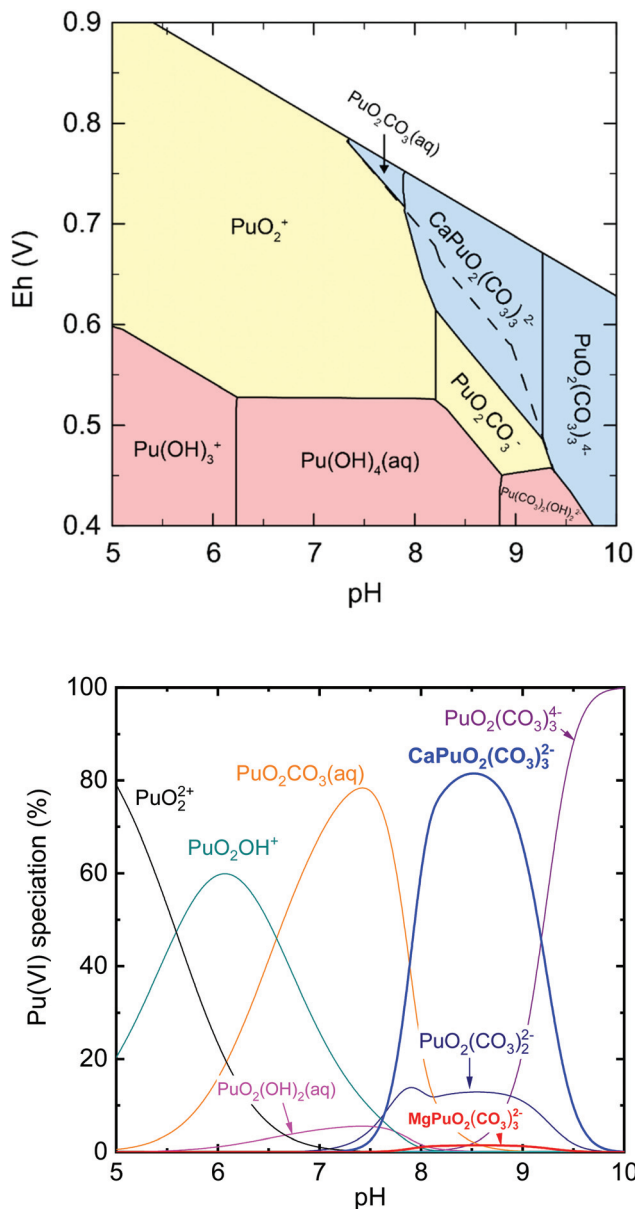 0.9
0.8
0.7
0.6
0.5
0.4
Eh (V)
PuO₂CO₃(aq)
PuO₂⁺
CaPuO₂(CO₃)₃²⁻
PuO₂(CO₃)₃⁴⁻
PuO₂CO₃⁻
Pu(OH)₃⁺
Pu(OH)₄(aq)
Pu(CO₃)₂(OH)₂²⁻
5 6 7 8 9 10
pH
100
80
60
40
20
0
Pu(VI) speciation (%)
PuO₂(CO₃)₃⁴⁻
CaPuO₂(CO₃)₃²⁻
PuO₂CO₃(aq)
PuO₂²⁺
PuO₂OH⁺
PuO₂(CO₃)₂²⁻
PuO₂(OH)₂(aq)
MgPuO₂(CO₃)₃²⁻
5 6 7 8 9 10
pH